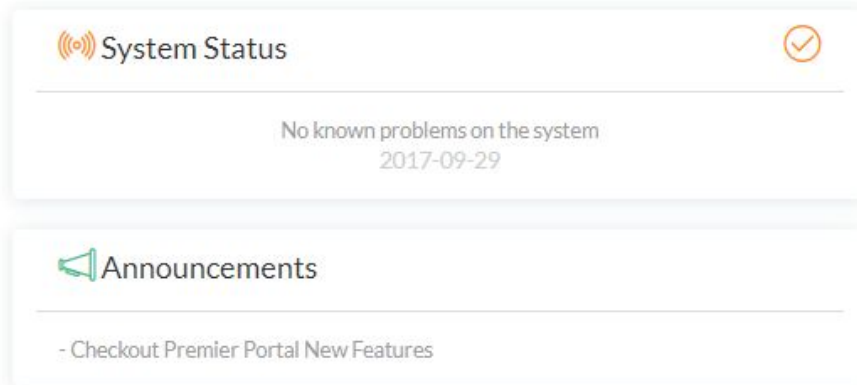 System Status
No known problems on the system
2017-09-29
Announcements
- Checkout Premier Portal New Features